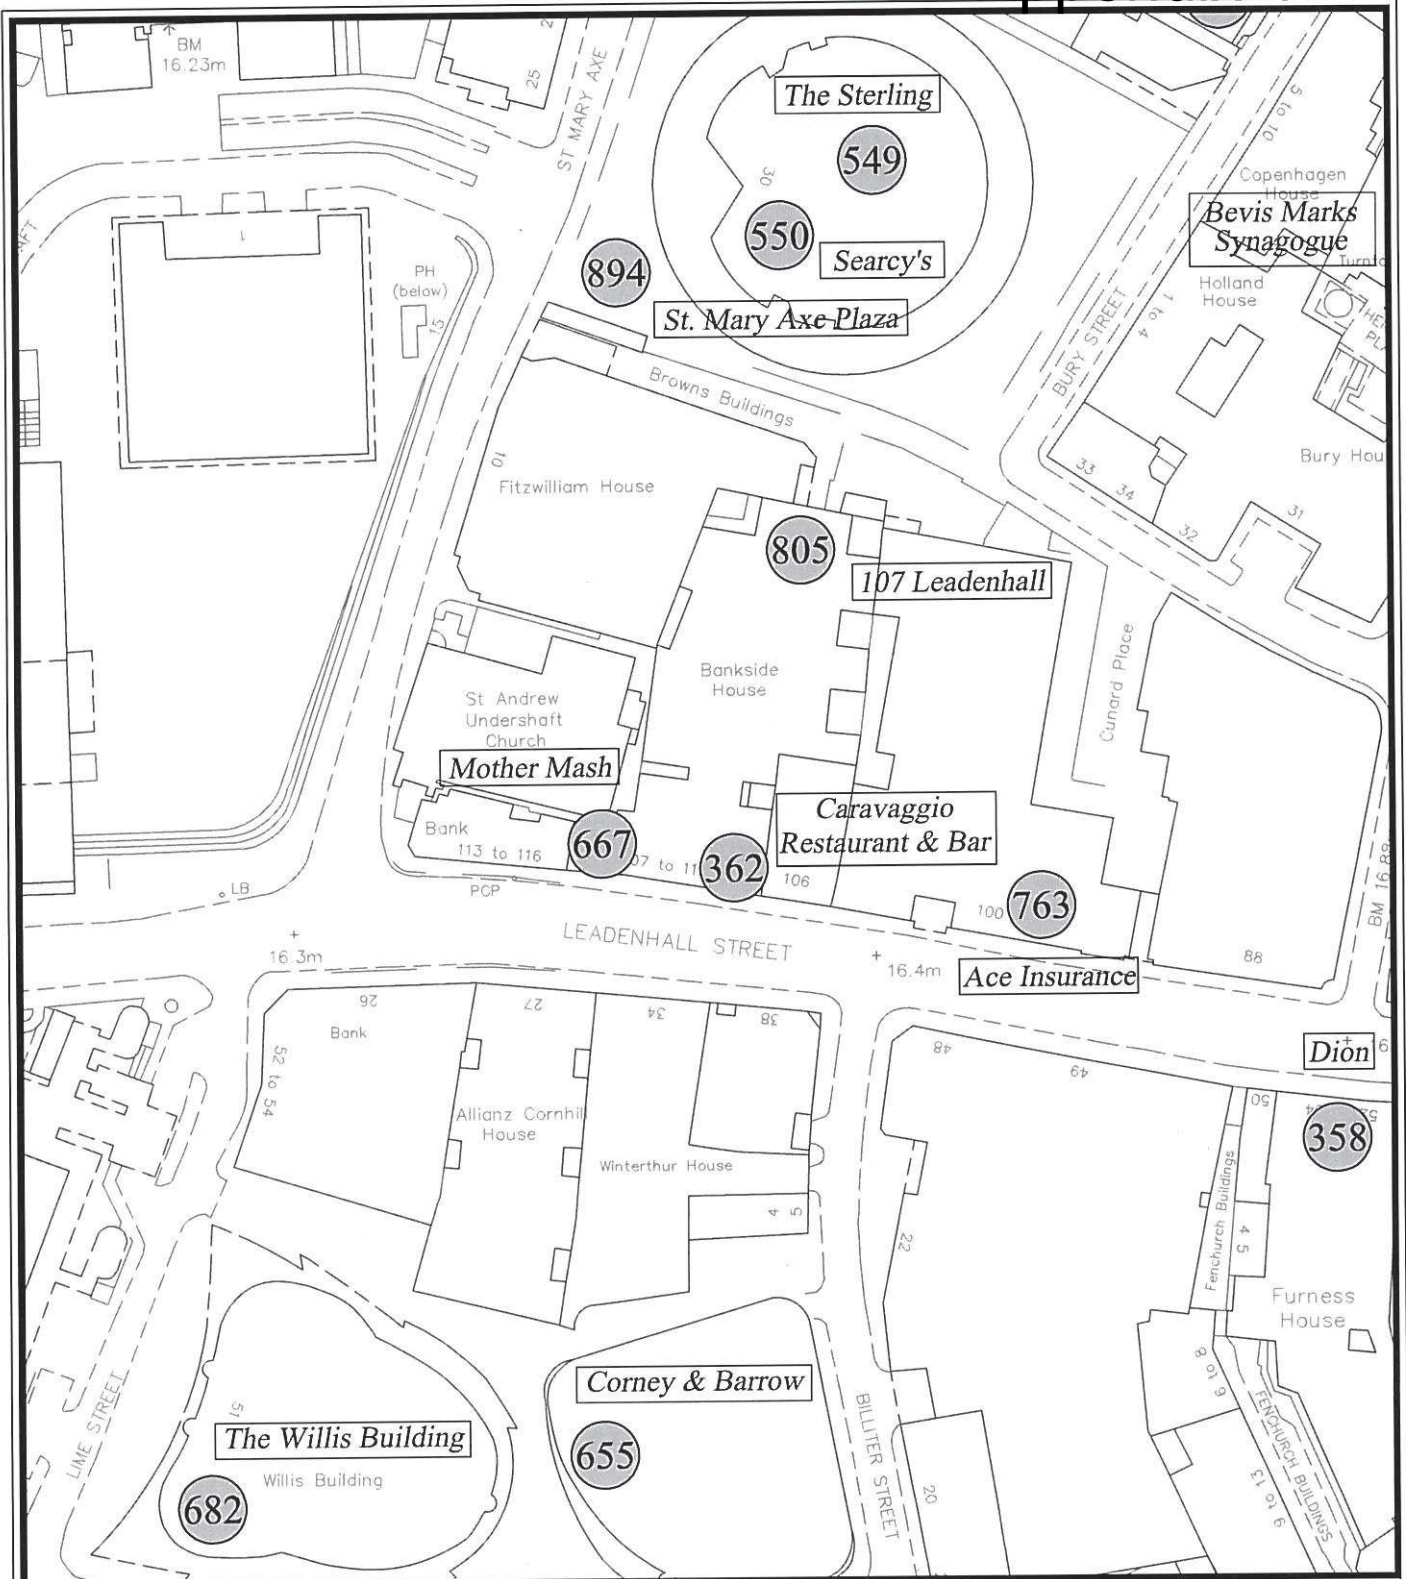 BM
16.23m
25
ST MARY AXE
The Sterling
549
30
550
Searcy's
894
St. Mary Axe Plaza
5 to 10
Copenhagen
House
Bevis Marks
Synagogue
Holland
House
1 to 4
BURY STREET
1
PH
(below)
15
Browns Buildings
10
Fitzwilliam House
33
34
32
31
805
107 Leadenhall
Bankside
House
Cunard Place
St Andrew
Undershaft
Church
Mother Mash
Bank
113 to 116
667
362
Caravaggio
Restaurant & Bar
106
100
763
LB
PCP
LEADENHALL STREET
16.3m
16.4m
Ace Insurance
88
Dion
358
26
27
34
38
48
49
50
Bank
52 to 54
Allianz Cornhill
House
Winterthur House
4 5
22
Fenchurch Buildings
4 5
Furness
House
6 to 8
FENCHURCH BUILDINGS
9 to 13
LIME STREET
51
The Willis Building
Willis Building
682
Corney & Barrow
655
BILLITER STREET
20